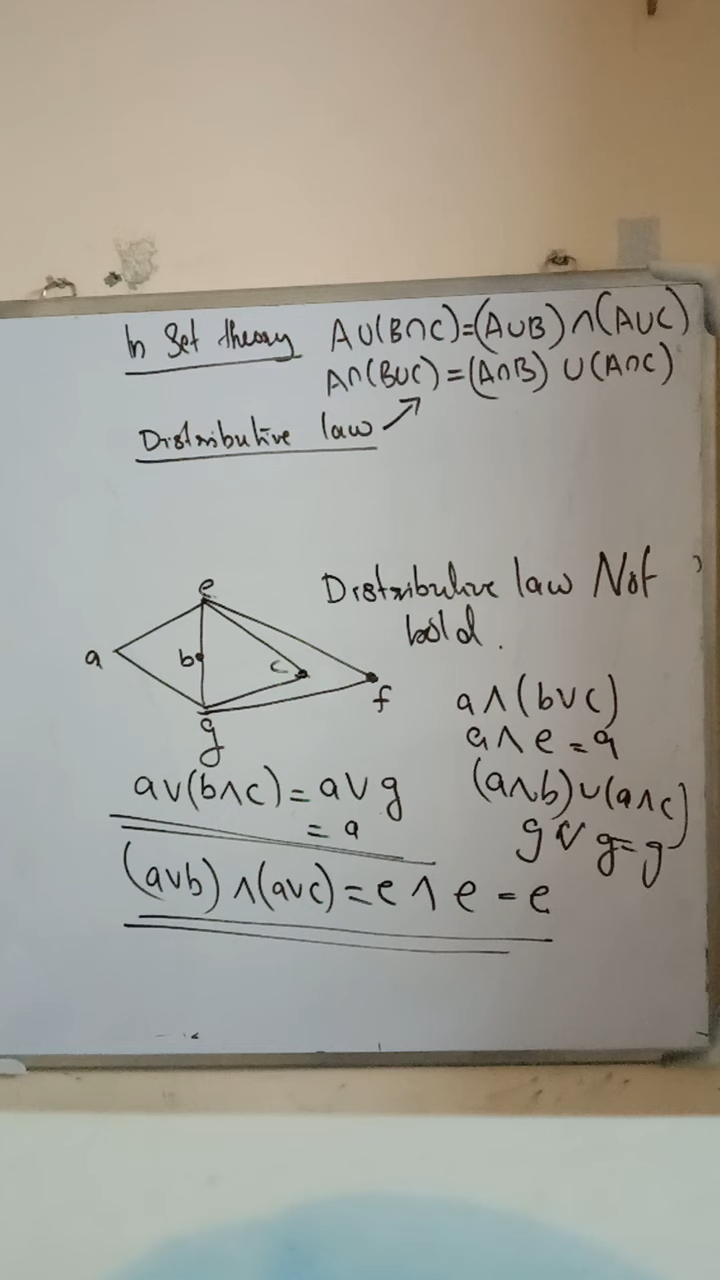 In Set theory A∪(B∩C)=(A∪B)∩(A∪C)
A∩(B∪C)=(A∩B)∪(A∩C)
Distributive law
e
a
b
c
f
g
Distributive law Not
hold.
a∧(b∨c)
a∧e=a
(a∧b)∪(a∧c)
g∨g=g
a∨(b∧c)=a∨g
=a
(a∨b)∧(a∨c)=e∧e=e